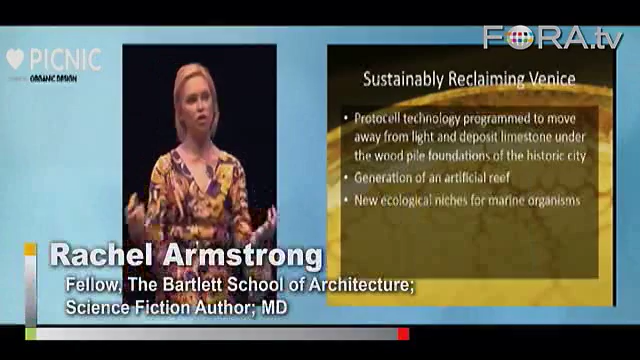 PICNIC
ORGANIC DESIGN
FORA.tv
Sustainably Reclaiming Venice
• Protocell technology programmed to move
away from light and deposit limestone under
the wood pile foundations of the historic city
• Generation of an artificial reef
• New ecological niches for marine organisms
Rachel Armstrong
Fellow, The Bartlett School of Architecture;
Science Fiction Author; MD